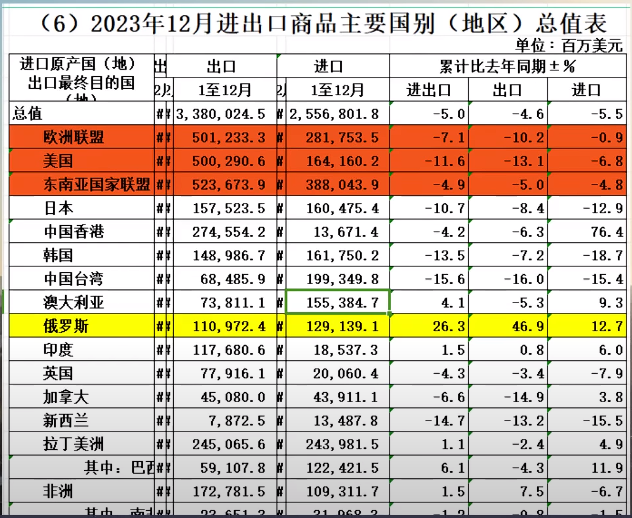 (6) 2023年12月进出口商品主要国别(地区)总值表
单位: 百万美元
进口原产国(地) 出 出口 进口 累计比去年同期±%
出口最终目的国 1至12月 1至12月 进出口 出口 进口
(地)
总值 ## 3,380,024.5 # 2,556,801.8 -5.0 -4.6 -5.5
欧洲联盟 ## 501,233.3 # 281,753.5 -7.1 -10.2 -0.9
美国 ## 500,290.6 # 164,160.2 -11.6 -13.1 -6.8
东南亚国家联盟 ## 523,673.9 # 388,043.9 -4.9 -5.0 -4.8
日本 ## 157,523.5 # 160,475.4 -10.7 -8.4 -12.9
中国香港 ## 274,554.2 # 13,671.4 -4.2 -6.3 76.4
韩国 ## 148,986.7 # 161,750.2 -13.5 -7.2 -18.7
中国台湾 ## 68,485.9 # 199,349.8 -15.6 -16.0 -15.4
澳大利亚 ## 73,811.1 # 155,384.7 4.1 -5.3 9.3
俄罗斯 ## 110,972.4 # 129,139.1 26.3 46.9 12.7
印度 ## 117,680.6 # 18,537.3 1.5 0.8 6.0
英国 ## 77,916.1 # 20,060.4 -4.3 -3.4 -7.9
加拿大 ## 45,080.0 # 43,911.1 -6.6 -14.9 3.8
新西兰 ## 7,872.5 # 13,487.8 -14.7 -13.2 -15.5
拉丁美洲 ## 245,065.6 # 243,981.5 1.1 -2.4 4.9
其中: 巴西 ## 59,107.8 # 122,421.5 6.1 -4.3 11.9
非洲 ## 172,781.5 # 109,311.7 1.5 7.5 -6.7
其中: 南非 ## 23,651.3 # 31,968.3 -1.2 -0.8 -1.5